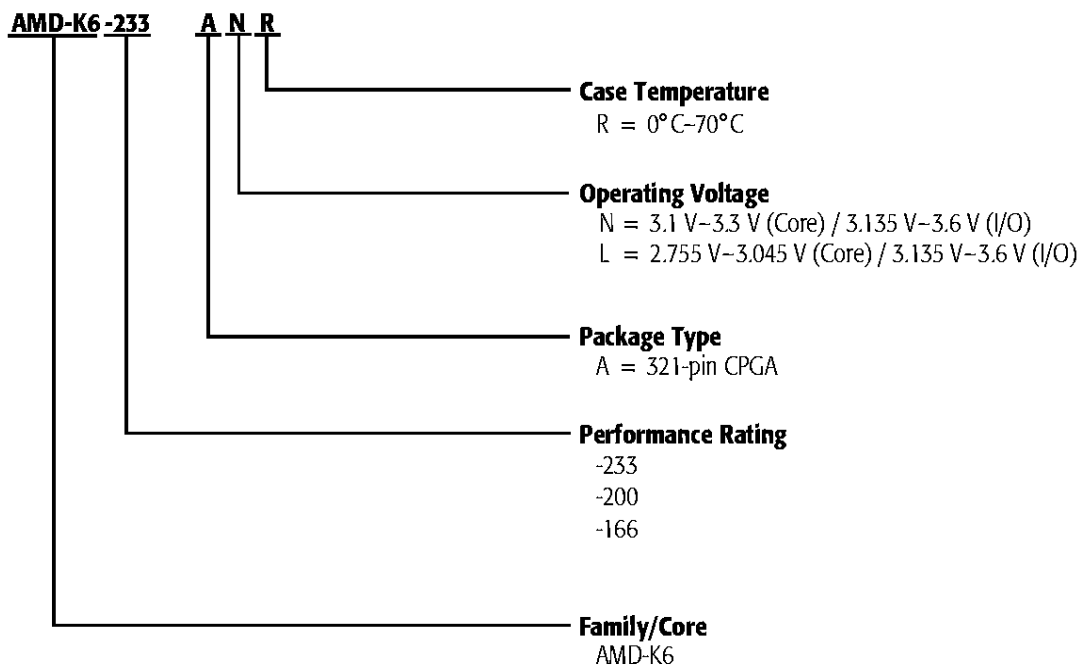 AMD-K6 -233 A N R
Case Temperature
R = 0°C–70°C
Operating Voltage
N = 3.1 V–3.3 V (Core) / 3.135 V–3.6 V (I/O)
L = 2.755 V–3.045 V (Core) / 3.135 V–3.6 V (I/O)
Package Type
A = 321-pin CPGA
Performance Rating
-233
-200
-166
Family/Core
AMD-K6